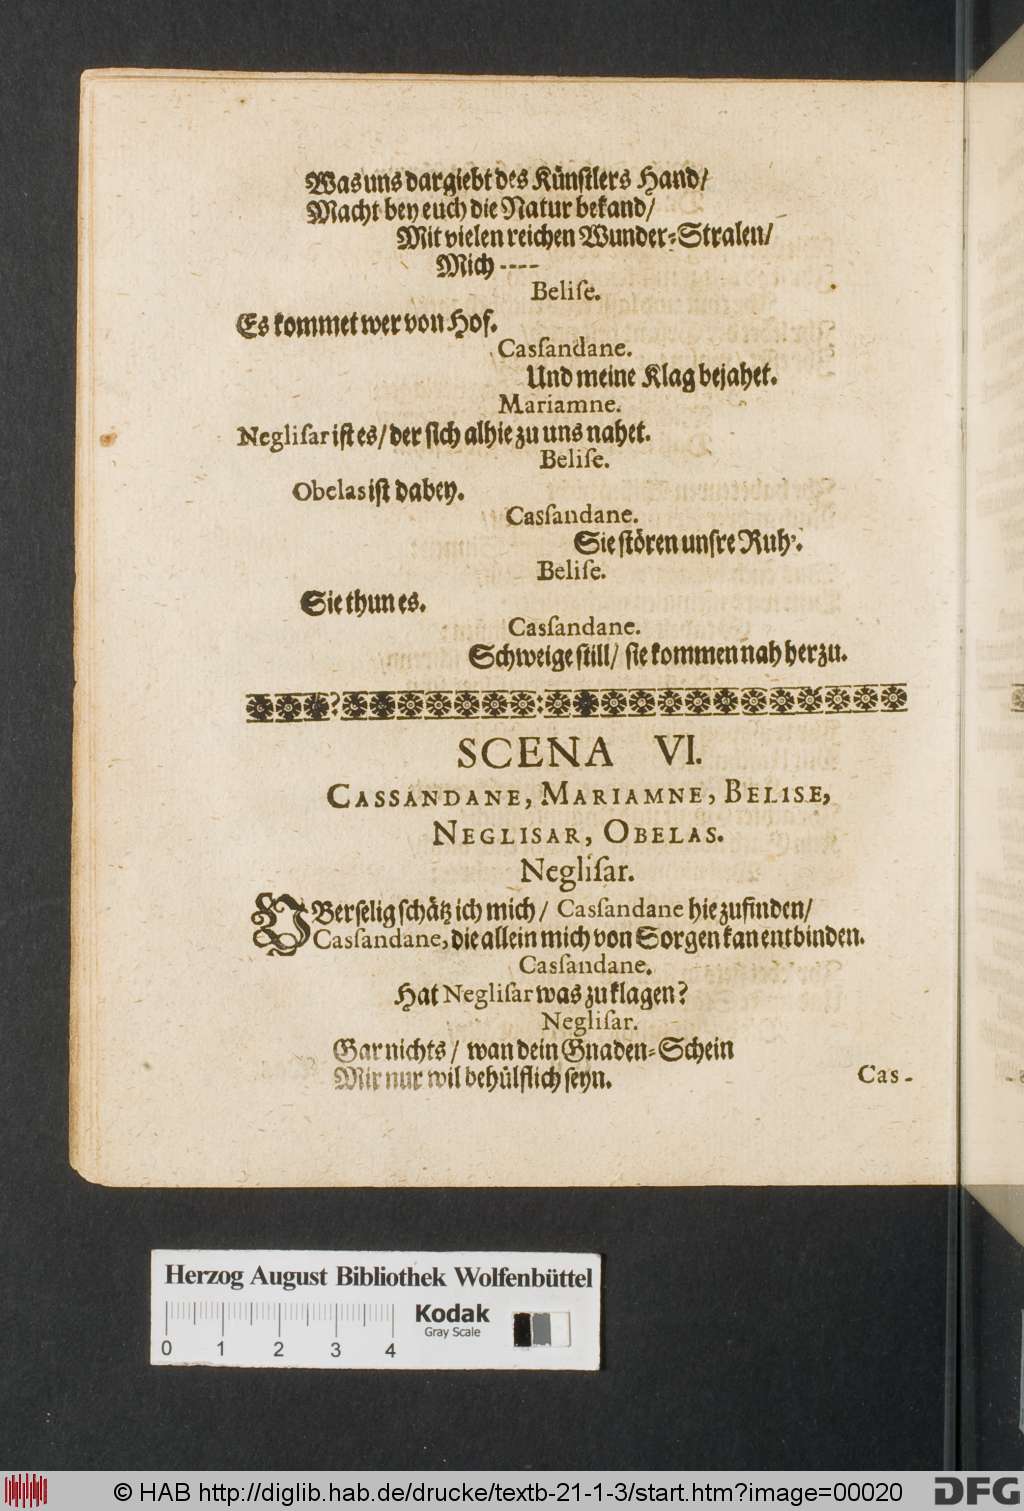 Was uns dargiebt des Künstlers Hand/
Macht bey euch die Natur bekand/
Mit vielen reichen Wunder-Stralen/
Mich ----
Beliſe.
Es kommet wer von Hof.
Casſandane.
Und meine Klag bejahet.
Mariamne.
Negliſar ist es/ der ſich alhie zu uns nahet.
Beliſe.
Obelas ist dabey.
Casſandane.
Sie stören unſre Ruh'.
Beliſe.
Sie thun es.
Casſandane.
Schweige still/ ſie kommen nah herzu.
SCENA VI.
CASSANDANE, MARIAMNE, BELISE,
NEGLISAR, OBELAS.
Negliſar.
UBerſelig ſchätz ich mich/ Casſandane hie zufinden/
Casſandane, die allein mich von Sorgen kan entbinden.
Casſandane.
Hat Negliſar was zu klagen?
Negliſar.
Gar nichts/ wan dein Gnaden-Schein
Mir nur wil behülflich ſeyn.
Cas-
Herzog August Bibliothek Wolfenbüttel
Kodak
Gray Scale
0 1 2 3 4
© HAB http://diglib.hab.de/drucke/textb-21-1-3/start.htm?image=00020
DFG